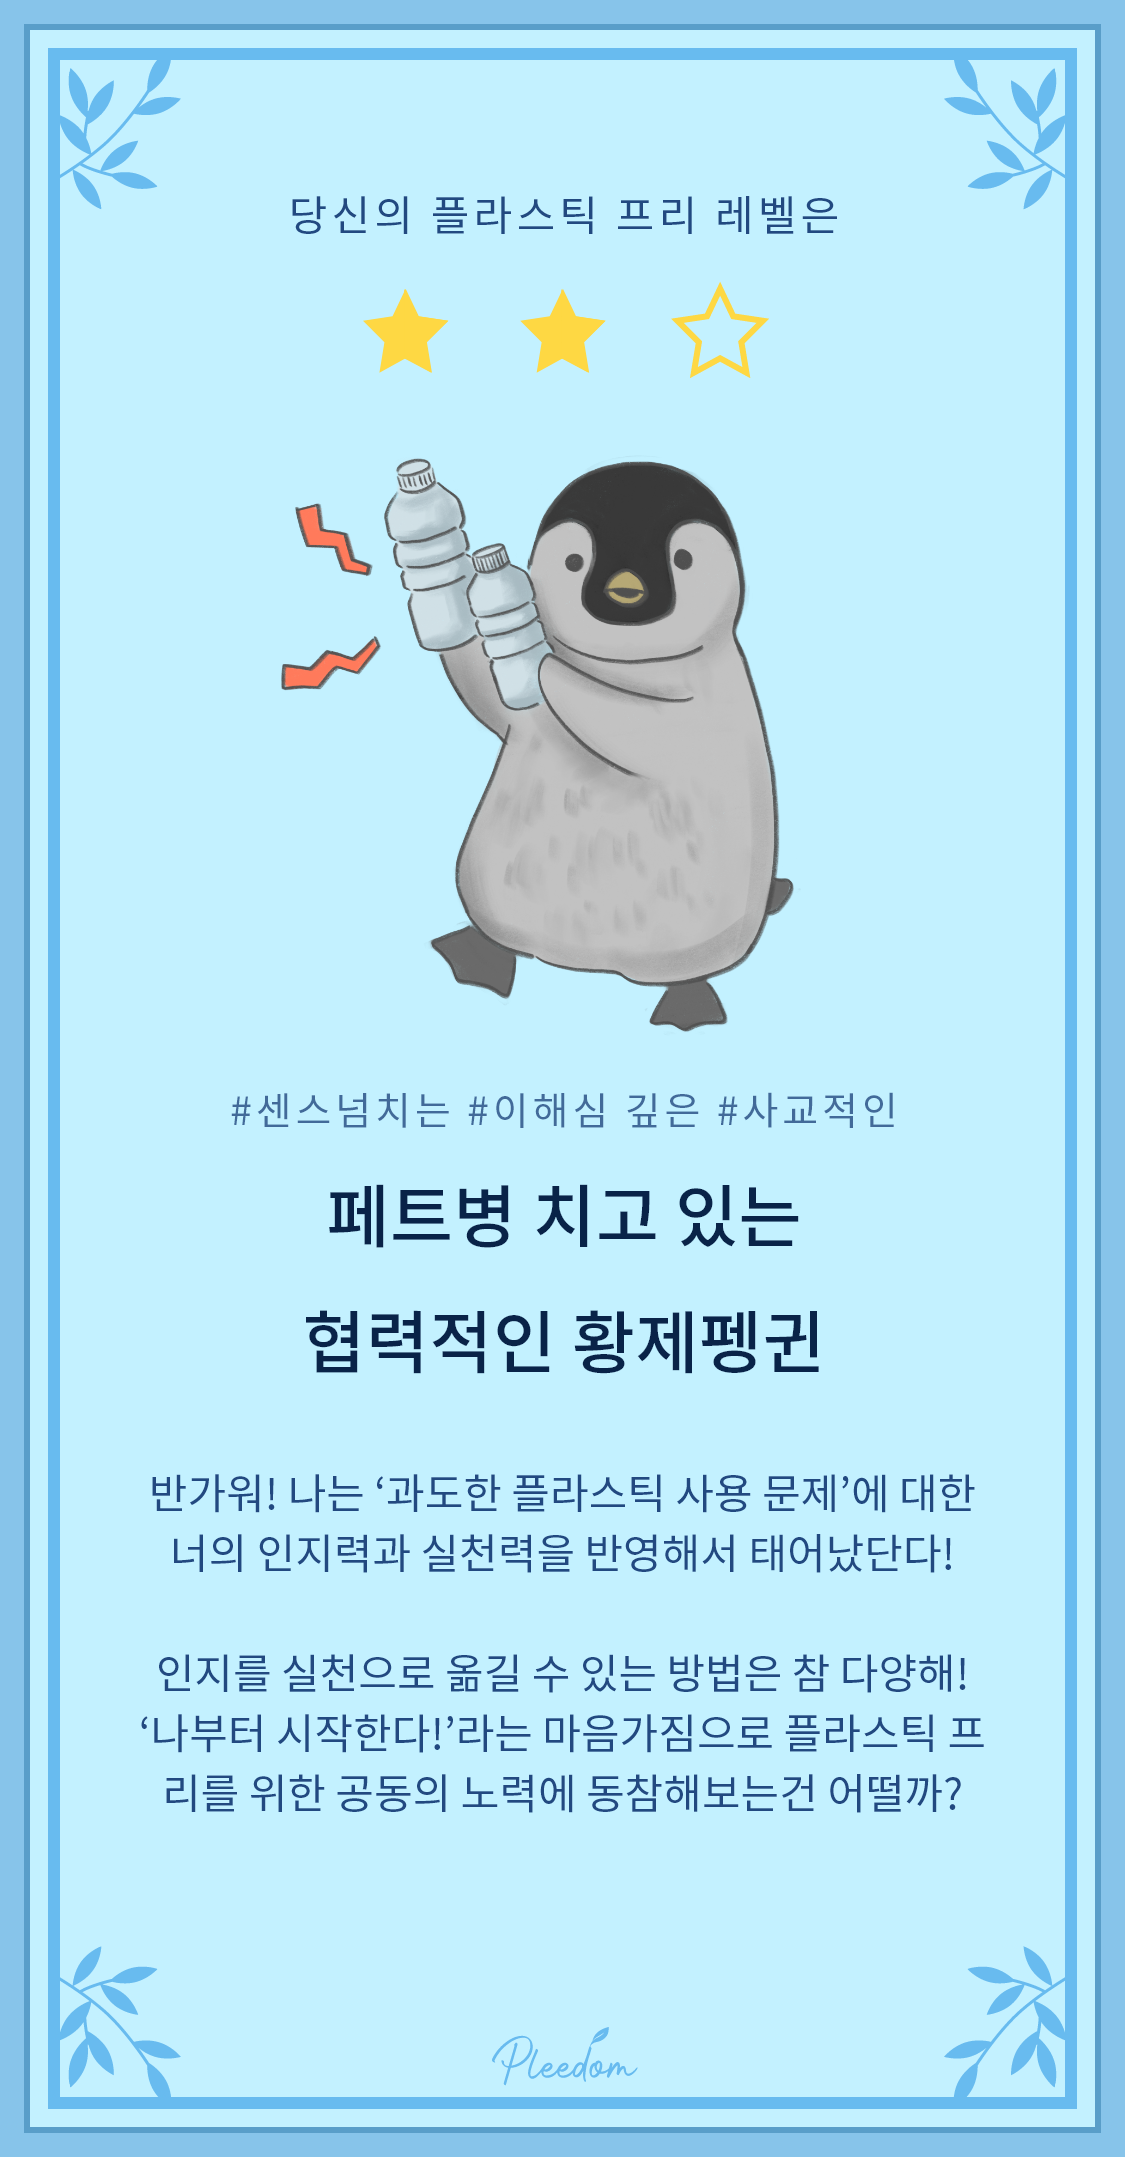 당신의 플라스틱 프리 레벨은
#센스넘치는 #이해심 깊은 #사교적인
페트병 치고 있는
협력적인 황제펭귄
반가워! 나는 ‘과도한 플라스틱 사용 문제’에 대한
너의 인지력과 실천력을 반영해서 태어났단다!
인지를 실천으로 옮길 수 있는 방법은 참 다양해!
‘나부터 시작한다!’라는 마음가짐으로 플라스틱 프
리를 위한 공동의 노력에 동참해보는건 어떨까?
Pleedom